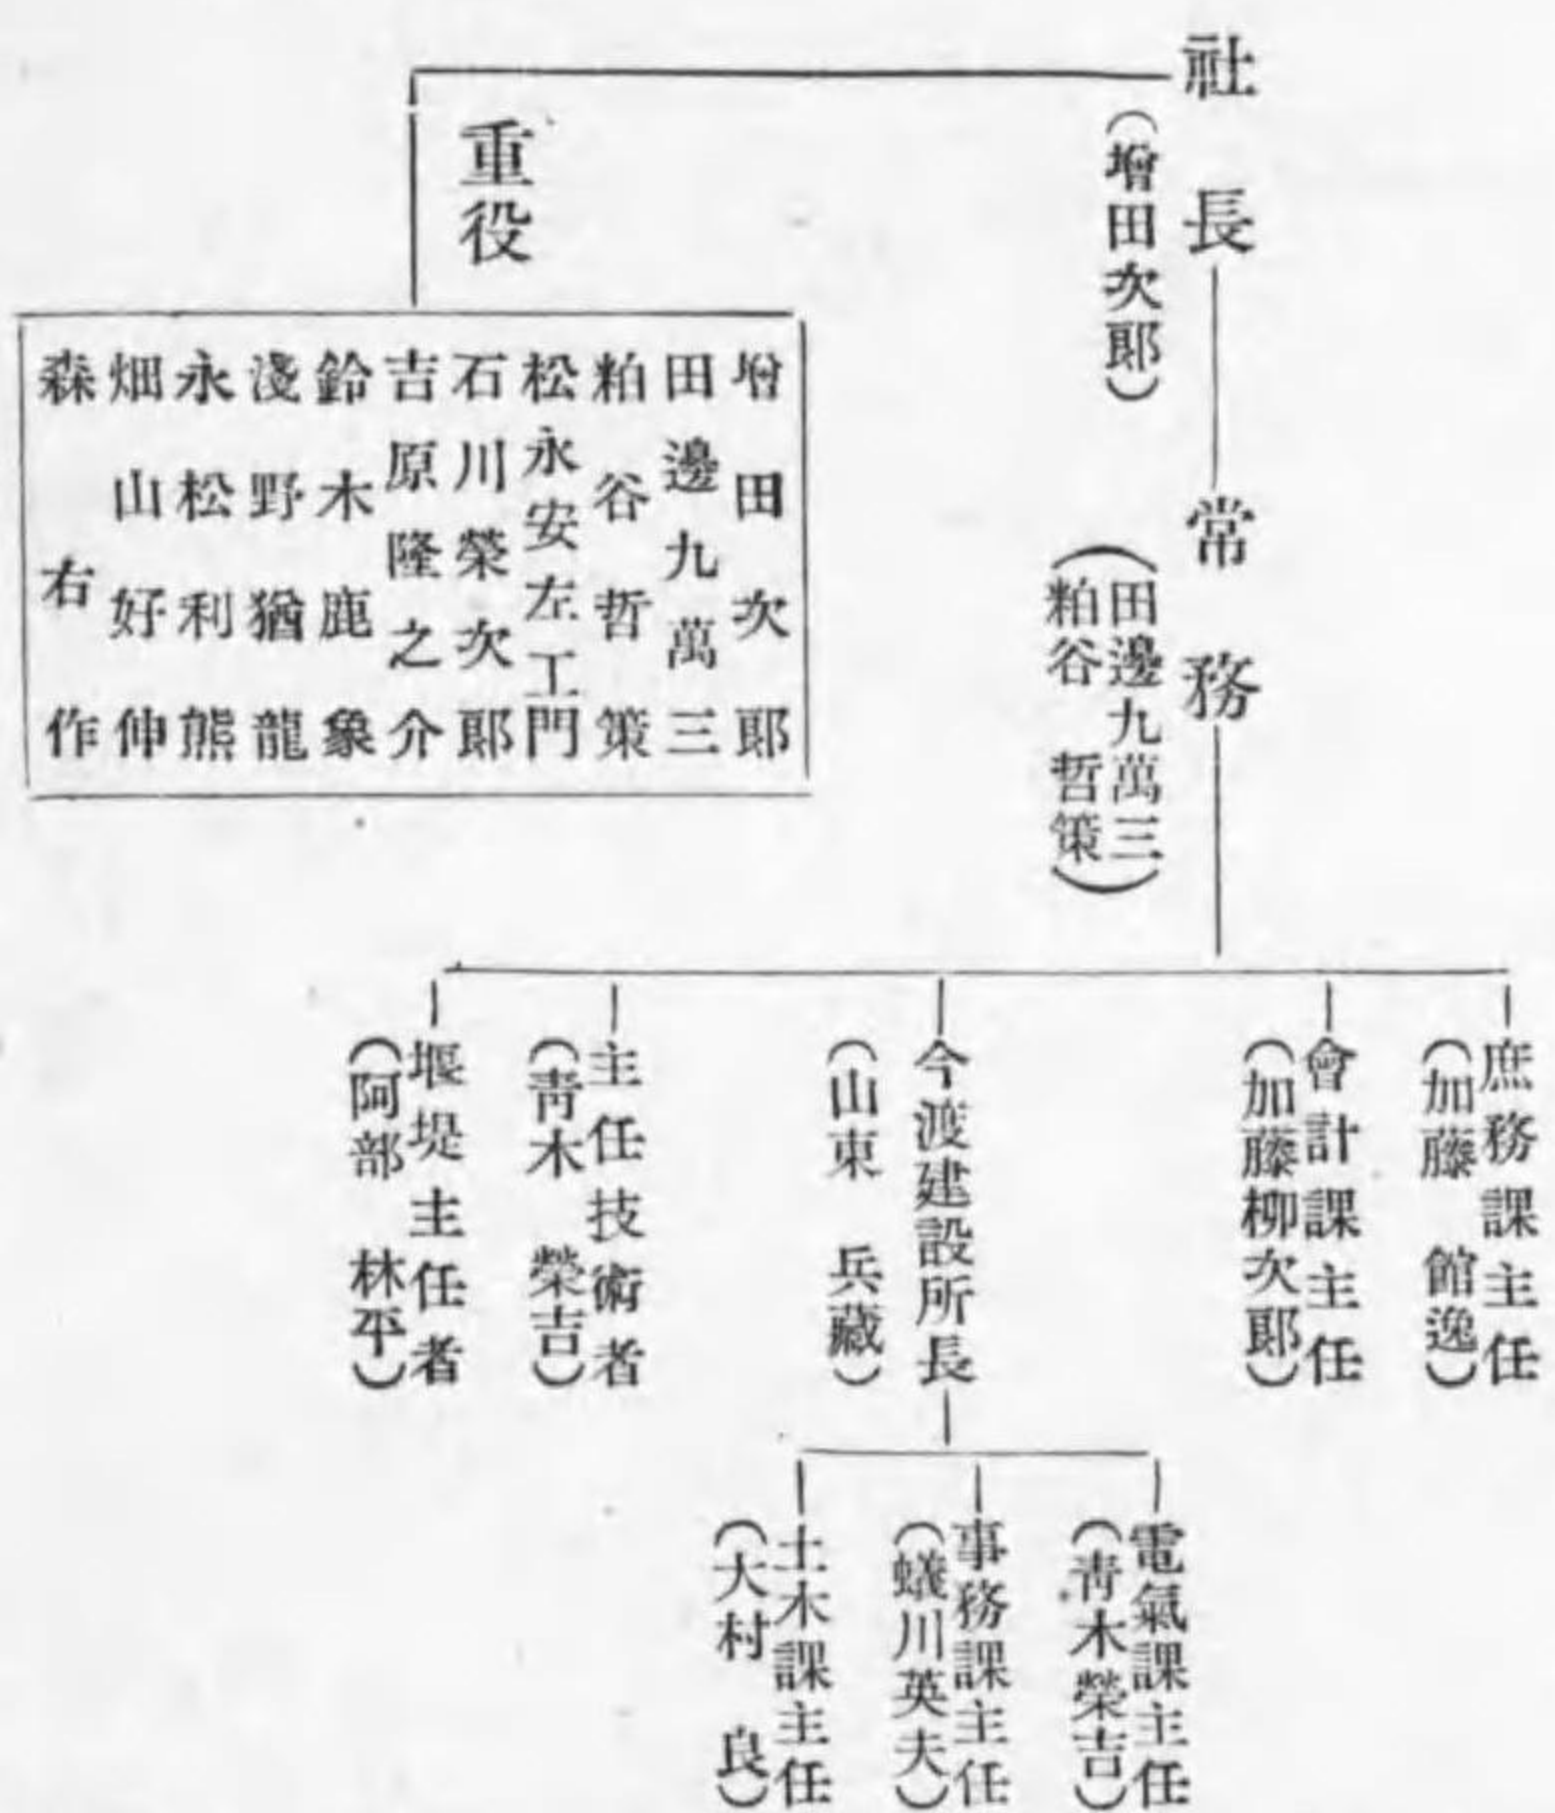 社長
(增田次郎)
常務
(田邊九萬三
粕谷哲策)
重役
增田次郎
田邊九萬三
粕谷哲策
松永安左エ門
石川榮次郎
吉原隆之介
鈴木鹿象
淺野猶龍
永松利熊
畑山好伸
森右作
庶務課主任
(加藤館逸)
會計課主任
(加藤柳次郎)
今渡建設所長
(山東兵藏)
主任技術者
(青木榮吉)
堰堤主任者
(阿部林平)
電氣課主任
(青木榮吉)
事務課主任
(蟻川英夫)
土木課主任
(大村良)